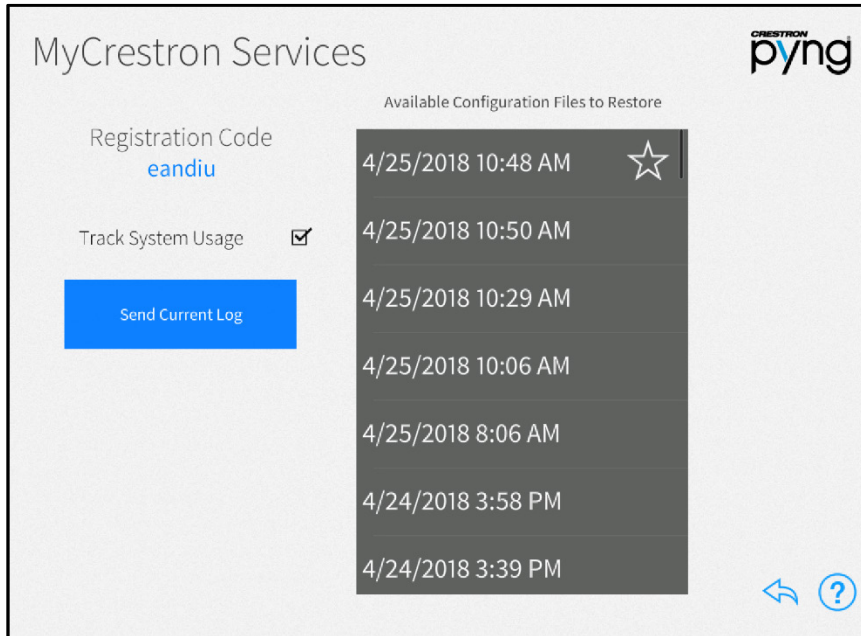 MyCrestron Services
CRESTRON
pyng
Available Configuration Files to Restore
Registration Code
eandiu
Track System Usage
Send Current Log
4/25/2018 10:48 AM
4/25/2018 10:50 AM
4/25/2018 10:29 AM
4/25/2018 10:06 AM
4/25/2018 8:06 AM
4/24/2018 3:58 PM
4/24/2018 3:39 PM
?